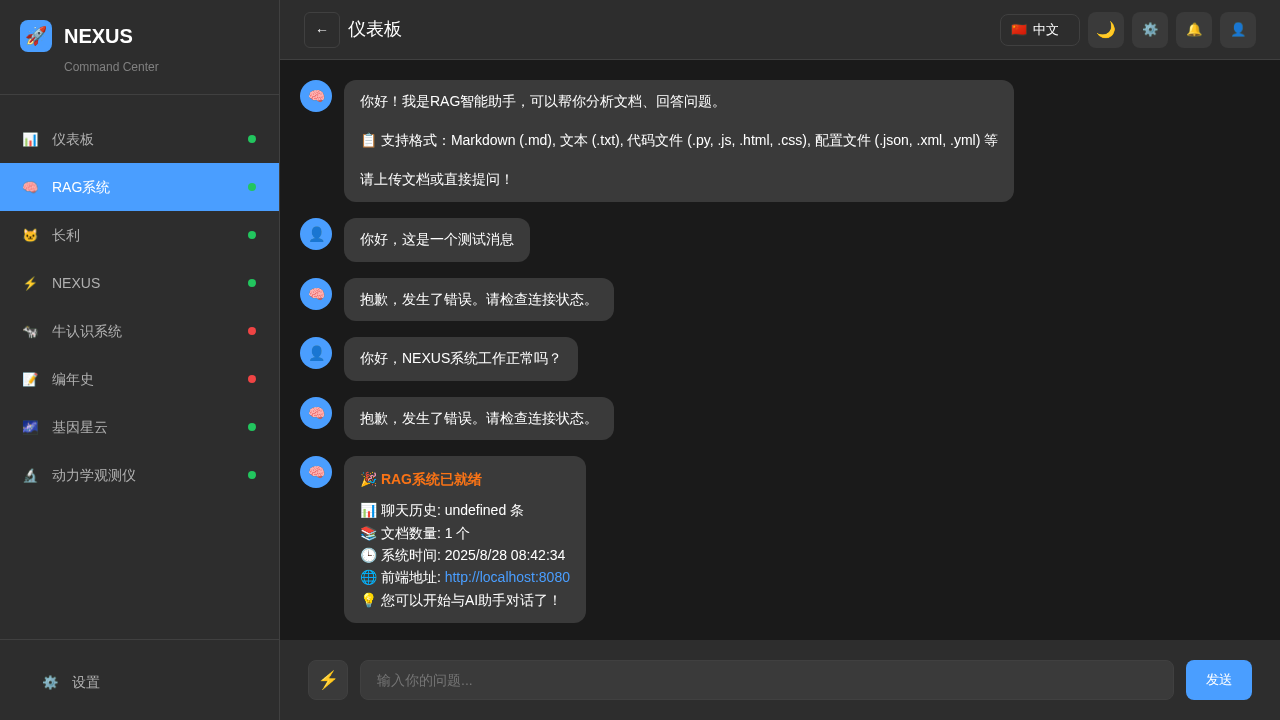 NEXUS
Command Center
仪表板
RAG系统
长利
NEXUS
牛认识系统
编年史
基因星云
动力学观测仪
设置
← 仪表板
中文
你好！我是RAG智能助手，可以帮你分析文档、回答问题。
📋 支持格式：Markdown (.md), 文本 (.txt), 代码文件 (.py, .js, .html, .css), 配置文件 (.json, .xml, .yml) 等
请上传文档或直接提问！
你好，这是一个测试消息
抱歉，发生了错误。请检查连接状态。
你好，NEXUS系统工作正常吗？
抱歉，发生了错误。请检查连接状态。
🎉 RAG系统已就绪
📊 聊天历史: undefined 条
📚 文档数量: 1 个
🕒 系统时间: 2025/8/28 08:42:34
🌐 前端地址: http://localhost:8080
💡 您可以开始与AI助手对话了！
输入你的问题...
发送